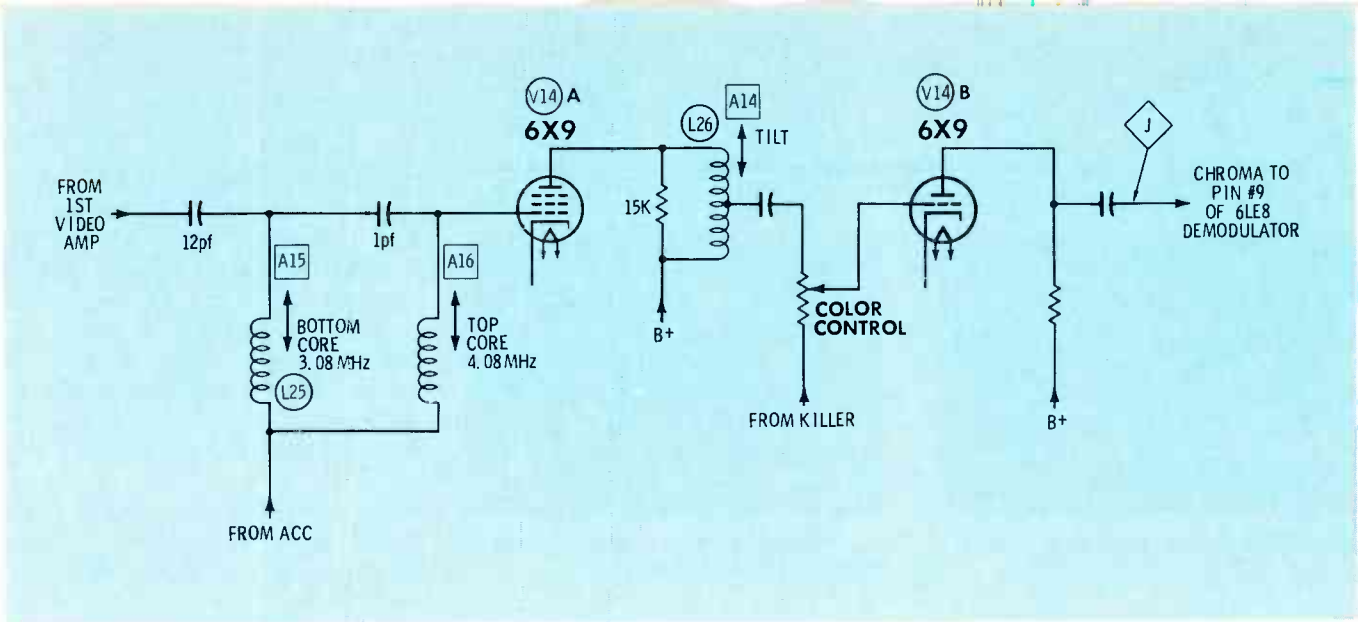 FROM
1ST
VIDEO
AMP
12pf
1pf
A15
BOTTOM
CORE
3.08 MHz
L25
A16
TOP
CORE
4.08 MHz
FROM ACC
V14 A
6X9
15K
B+
L26
A14
TILT
COLOR
CONTROL
FROM KILLER
V14 B
6X9
B+
J
CHROMA TO
PIN #9
OF 6LE8
DEMODULATOR